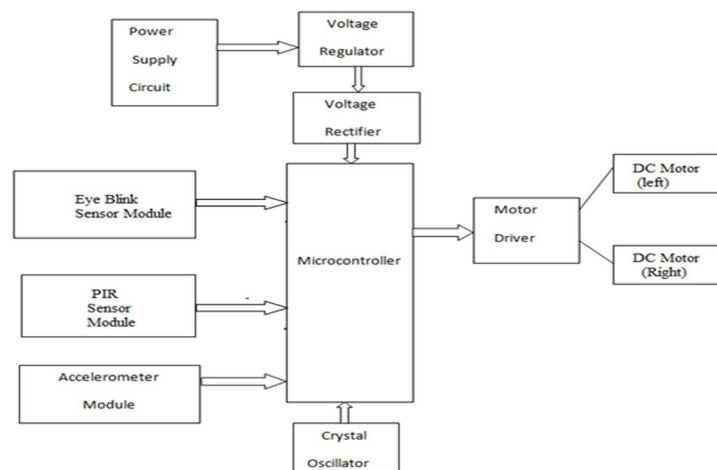 Power
Supply
Circuit
Voltage
Regulator
Voltage
Rectifier
Eye Blink
Sensor Module
PIR
Sensor
Module
Accelerometer
Module
Microcontroller
Motor
Driver
DC Motor
(left)
DC Motor
(Right)
Crystal
Oscillator